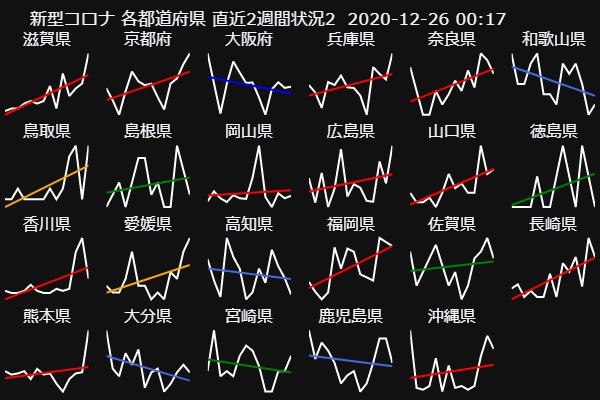 新型コロナ 各都道府県 直近2週間状況2 2020-12-26 00:17
滋賀県 京都府 大阪府 兵庫県 奈良県 和歌山県
鳥取県 島根県 岡山県 広島県 山口県 徳島県
香川県 愛媛県 高知県 福岡県 佐賀県 長崎県
熊本県 大分県 宮崎県 鹿児島県 沖縄県